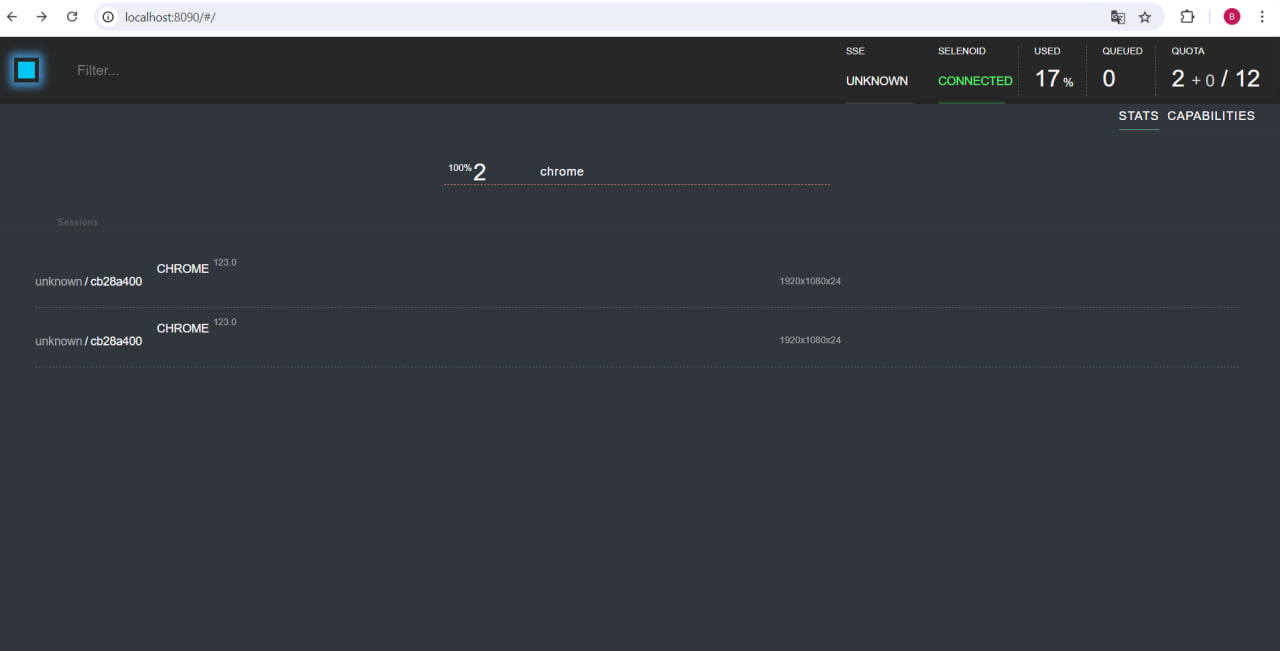 localhost:8090/#/
B
Filter...
SSE
UNKNOWN
SELENOID
CONNECTED
USED
17 %
QUEUED
0
QUOTA
2 + 0 / 12
STATS CAPABILITIES
100% 2 chrome
Sessions
unknown / cb28a400 CHROME 123.0 1920x1080x24
unknown / cb28a400 CHROME 123.0 1920x1080x24